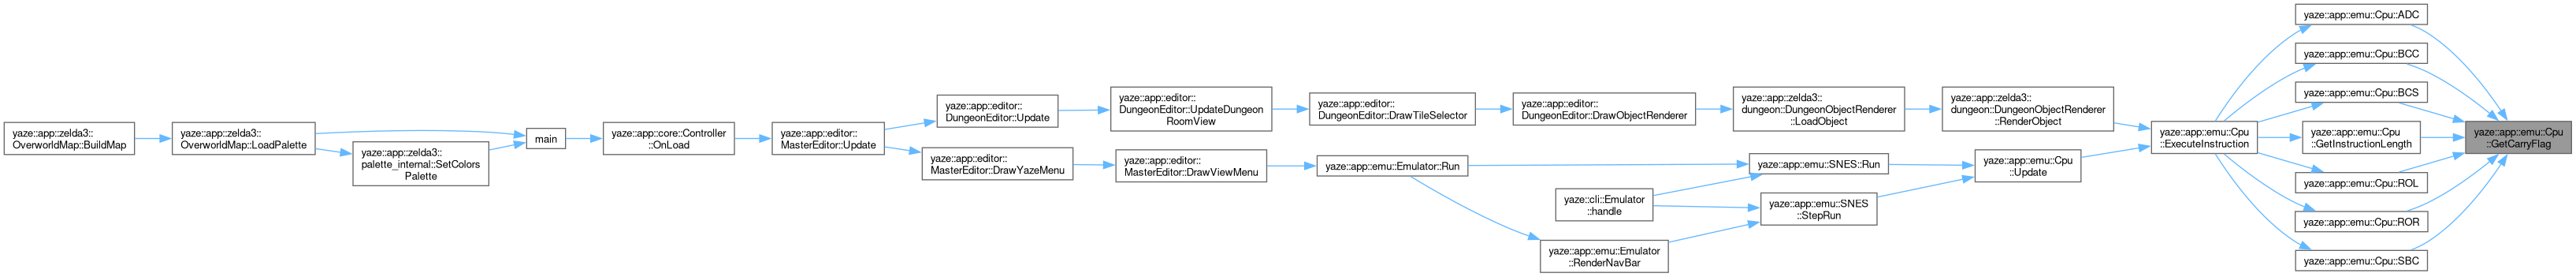 yaze::app::zelda3::
OverworldMap::BuildMap
yaze::app::zelda3::
OverworldMap::LoadPalette
yaze::app::zelda3::
palette_internal::SetColors
Palette
main
yaze::app::core::Controller
::OnLoad
yaze::app::editor::
MasterEditor::Update
yaze::app::editor::
DungeonEditor::Update
yaze::app::editor::
MasterEditor::DrawYazeMenu
yaze::app::editor::
DungeonEditor::UpdateDungeon
RoomView
yaze::app::editor::
MasterEditor::DrawViewMenu
yaze::app::editor::
DungeonEditor::DrawTileSelector
yaze::app::emu::Emulator::Run
yaze::app::editor::
DungeonEditor::DrawObjectRenderer
yaze::cli::Emulator
::handle
yaze::app::emu::Emulator
::RenderNavBar
yaze::app::zelda3::
dungeon::DungeonObjectRenderer
::LoadObject
yaze::app::emu::SNES::Run
yaze::app::emu::SNES
::StepRun
yaze::app::zelda3::
dungeon::DungeonObjectRenderer
::RenderObject
yaze::app::emu::Cpu
::Update
yaze::app::emu::Cpu
::ExecuteInstruction
yaze::app::emu::Cpu::ADC
yaze::app::emu::Cpu::BCC
yaze::app::emu::Cpu::BCS
yaze::app::emu::Cpu
::GetInstructionLength
yaze::app::emu::Cpu::ROL
yaze::app::emu::Cpu::ROR
yaze::app::emu::Cpu::SBC
yaze::app::emu::Cpu
::GetCarryFlag